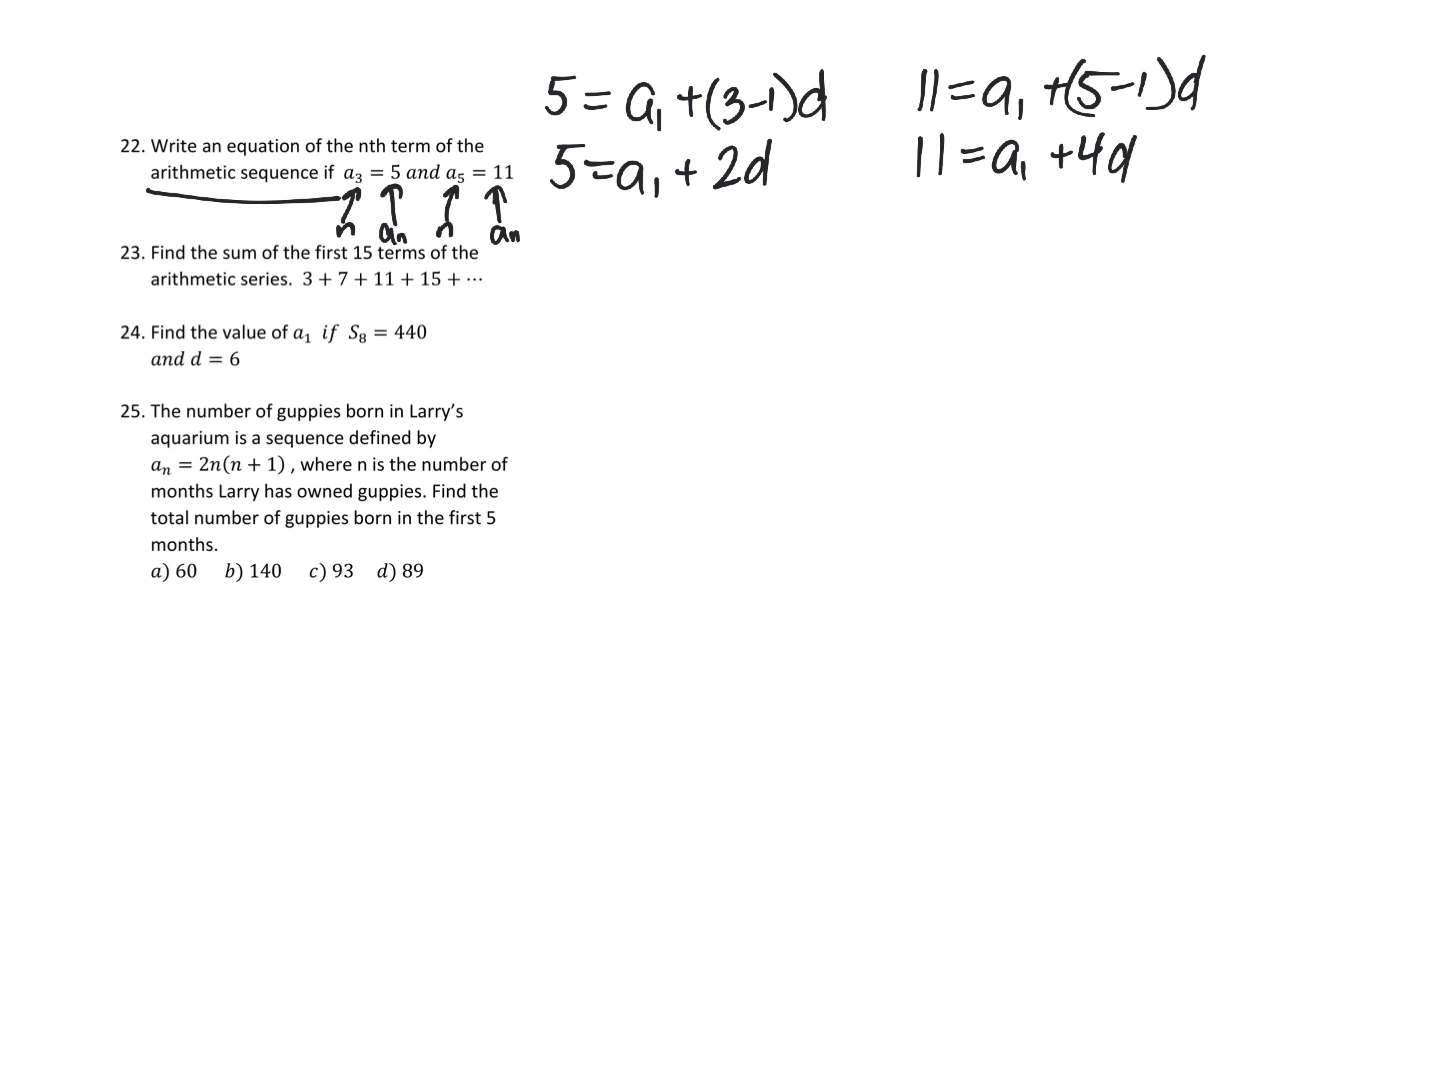 5 = a₁ + (3-1)d
11 = a₁ + (5-1)d
5 = a₁ + 2d
11 = a₁ + 4d
22. Write an equation of the nth term of the
arithmetic sequence if a₃ = 5 and a₅ = 11
n aₙ n aₙ
23. Find the sum of the first 15 terms of the
arithmetic series. 3 + 7 + 11 + 15 + ⋯
24. Find the value of a₁ if S₈ = 440
and d = 6
25. The number of guppies born in Larry’s
aquarium is a sequence defined by
aₙ = 2n(n + 1) , where n is the number of
months Larry has owned guppies. Find the
total number of guppies born in the first 5
months.
a) 60 b) 140 c) 93 d) 89